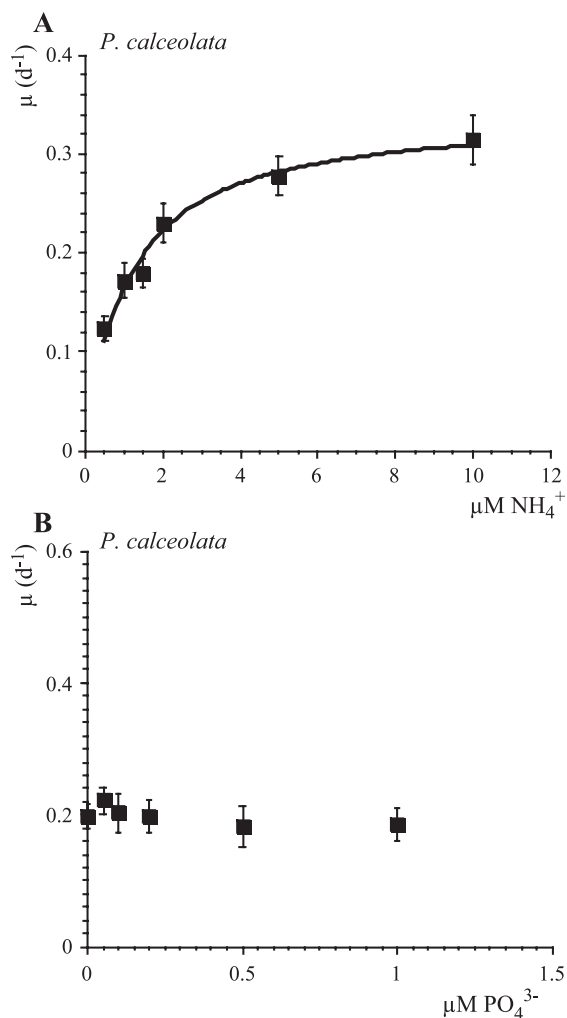 A
P. calceolata
µ (d⁻¹)
0.4
0.3
0.2
0.1
0
0 2 4 6 8 10 12
µM NH₄⁺
B
P. calceolata
µ (d⁻¹)
0.6
0.4
0.2
0
0 0.5 1 1.5
µM PO₄³⁻